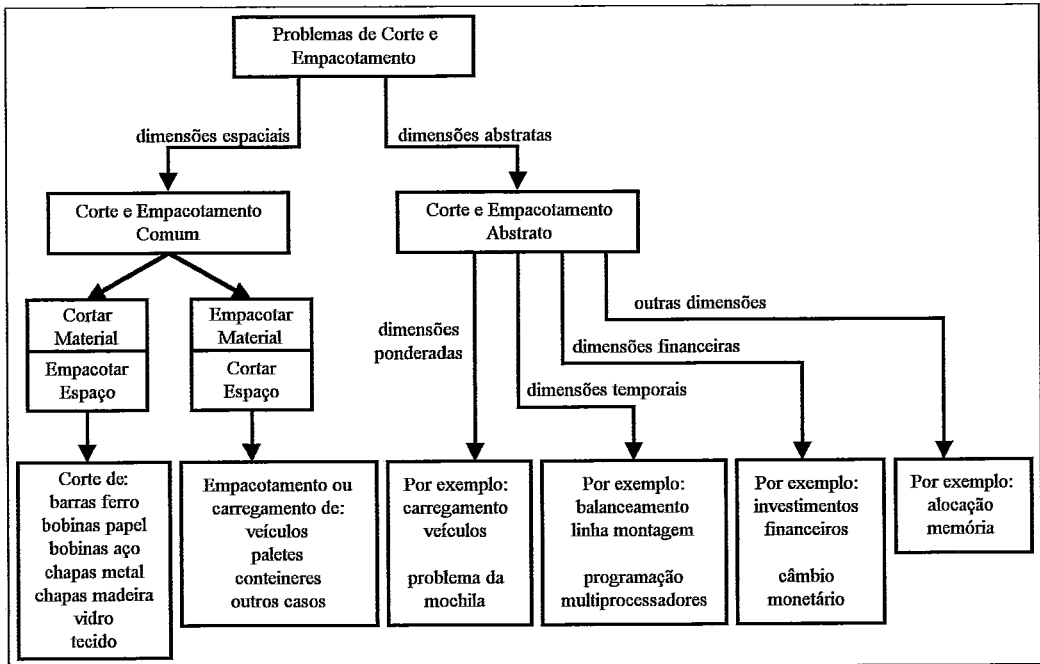 Problemas de Corte e
Empacotamento
dimensões espaciais
dimensões abstratas
Corte e Empacotamento
Comum
Corte e Empacotamento
Abstrato
Cortar
Material
Empacotar
Espaço
Empacotar
Material
Cortar
Espaço
dimensões
ponderadas
outras dimensões
dimensões financeiras
dimensões temporais
Corte de:
barras ferro
bobinas papel
bobinas aço
chapas metal
chapas madeira
vidro
tecido
Empacotamento ou
carregamento de:
veículos
paletes
conteineres
outros casos
Por exemplo:
carregamento
veículos
problema da
mochila
Por exemplo:
balanceamento
linha montagem
programação
multiprocessadores
Por exemplo:
investimentos
financeiros
câmbio
monetário
Por exemplo:
alocação
memória